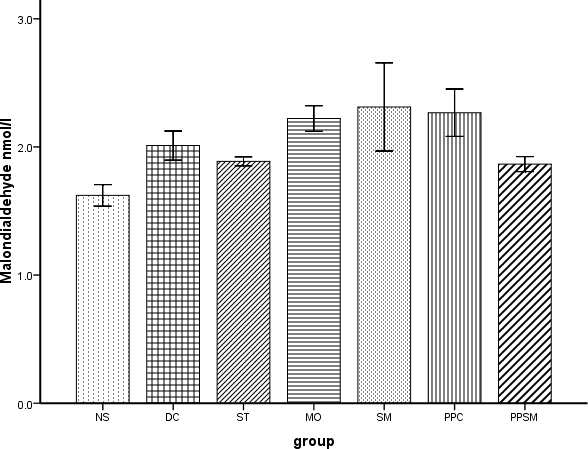 Malondialdehyde nmol/l
3.0
2.0
1.0
0.0
NS DC ST MO SM PPC PPSM
group